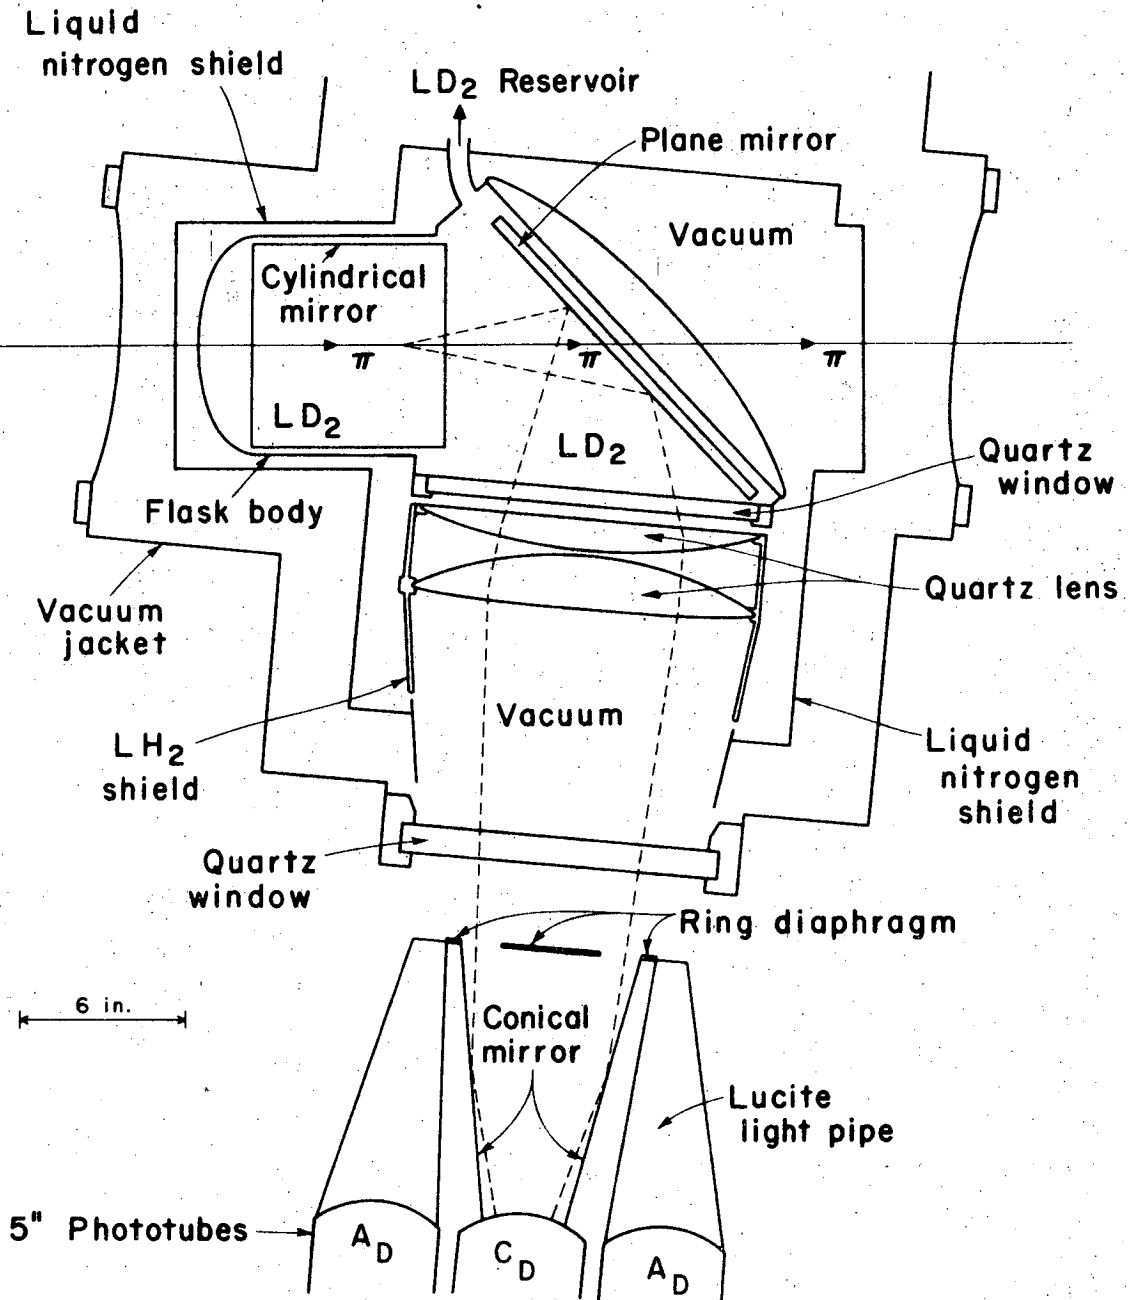 Liquid
nitrogen shield
LD2 Reservoir
Plane mirror
Vacuum
Cylindrical
mirror
π
π
π
LD2
LD2
Quartz
window
Flask body
Quartz lens
Vacuum
jacket
Vacuum
LH2
shield
Liquid
nitrogen
shield
Quartz
window
Ring diaphragm
6 in.
Conical
mirror
Lucite
light pipe
5" Phototubes
AD
CD
AD